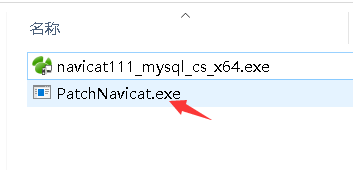 名称
navicat111_mysql_cs_x64.exe
PatchNavicat.exe